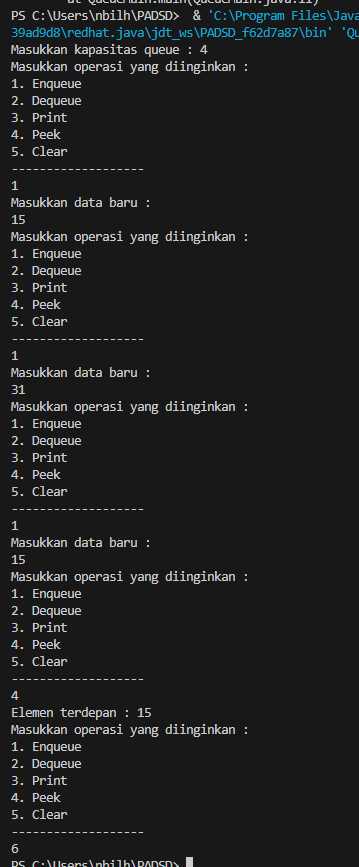 at QueueMain.main(QueueMain.java:11)
PS C:\Users\nbilh\PADSD>  & 'C:\Program Files\Java
39ad9d8\redhat.java\jdt_ws\PADSD_f62d7a87\bin' 'Qu
Masukkan kapasitas queue : 4
Masukkan operasi yang diinginkan :
1. Enqueue
2. Dequeue
3. Print
4. Peek
5. Clear
-------------------
1
Masukkan data baru :
15
Masukkan operasi yang diinginkan :
1. Enqueue
2. Dequeue
3. Print
4. Peek
5. Clear
-------------------
1
Masukkan data baru :
31
Masukkan operasi yang diinginkan :
1. Enqueue
2. Dequeue
3. Print
4. Peek
5. Clear
-------------------
1
Masukkan data baru :
15
Masukkan operasi yang diinginkan :
1. Enqueue
2. Dequeue
3. Print
4. Peek
5. Clear
-------------------
4
Elemen terdepan : 15
Masukkan operasi yang diinginkan :
1. Enqueue
2. Dequeue
3. Print
4. Peek
5. Clear
-------------------
6
PS C:\Users\nbilh\PADSD>